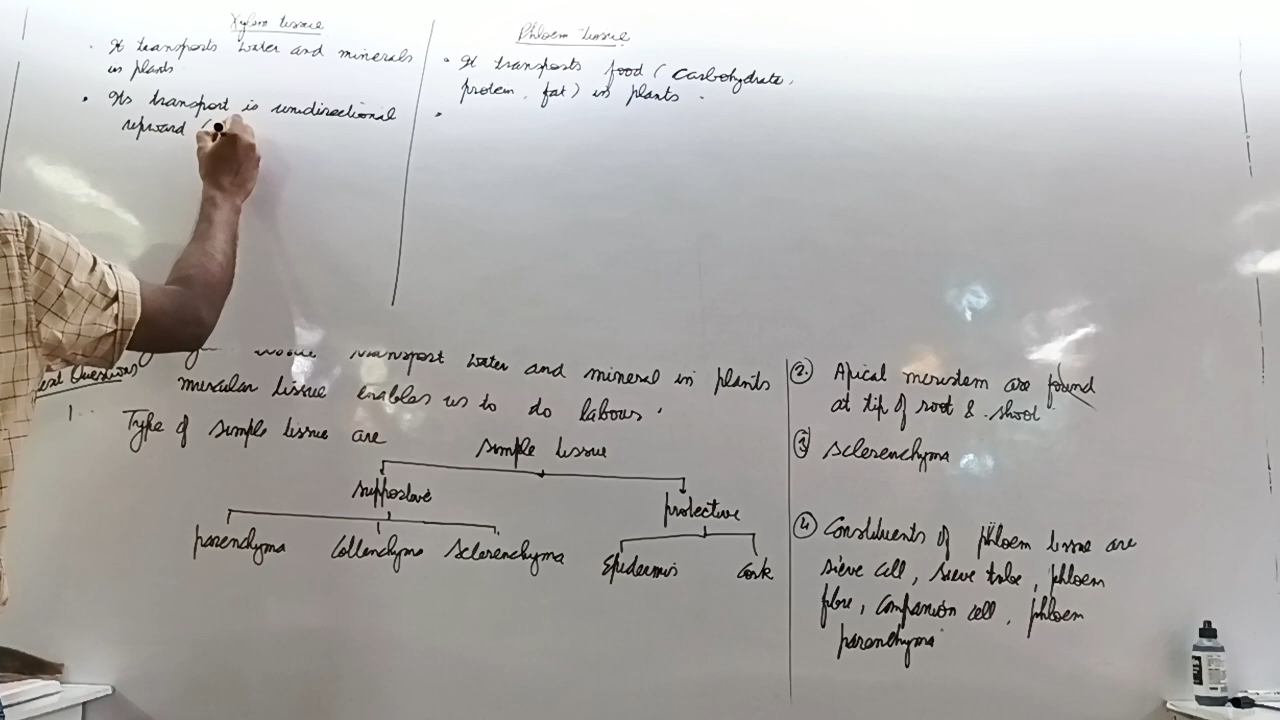 Xylem tissue
It transports water and minerals
in plants
Its transport is unidirectional
upward (
Phloem tissue
It transports food (carbohydrate,
protein, fat) in plants.
tissue transport water and mineral in plants
Text Questions
muscular tissue enables us to do labour.
1.
Type of simple tissue are
simple tissue
supportive
protective
parenchyma Collenchyma Sclerenchyma Epidermis Cork
2. Apical meristem are found
at tip of root & shoot
3 sclerenchyma
4 Constituents of phloem tissue are
sieve cell, sieve tube, phloem
fibre, companion cell, phloem
parenchyma